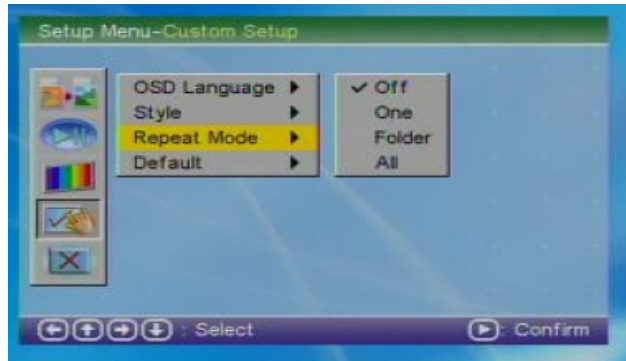 Setup Menu-Custom Setup
OSD Language
Style
Repeat Mode
Default
Off
One
Folder
All
: Select
: Confirm